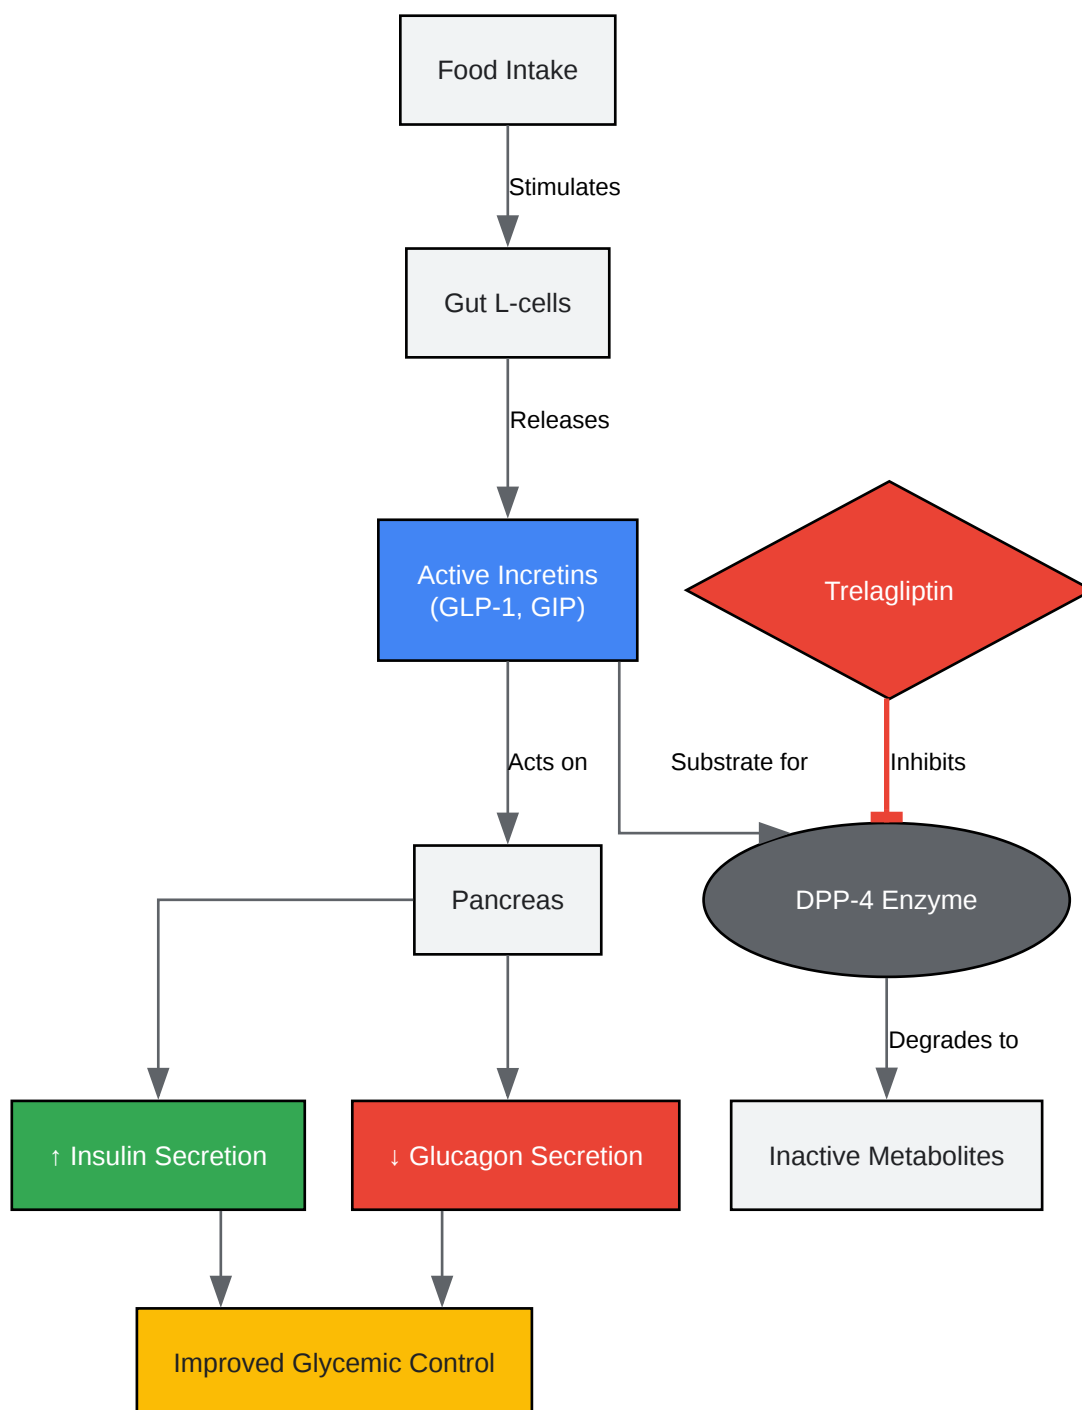 Food Intake
Stimulates
Gut L-cells
Releases
Active Incretins
(GLP-1, GIP)
Trelagliptin
Acts on
Substrate for
Inhibits
Pancreas
DPP-4 Enzyme
Degrades to
↑ Insulin Secretion
↓ Glucagon Secretion
Inactive Metabolites
Improved Glycemic Control